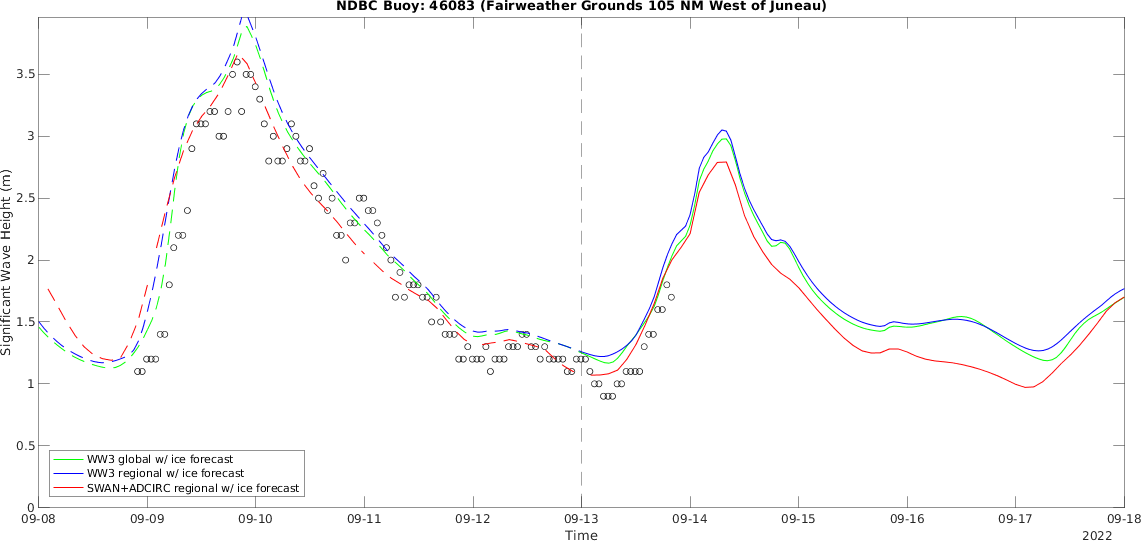 NDBC Buoy: 46083 (Fairweather Grounds 105 NM West of Juneau)
Significant Wave Height (m)
3.5
3
2.5
2
1.5
1
0.5
0
WW3 global w/ ice forecast
WW3 regional w/ ice forecast
SWAN+ADCIRC regional w/ ice forecast
09-08 09-09 09-10 09-11 09-12 09-13 09-14 09-15 09-16 09-17 09-18
Time
2022